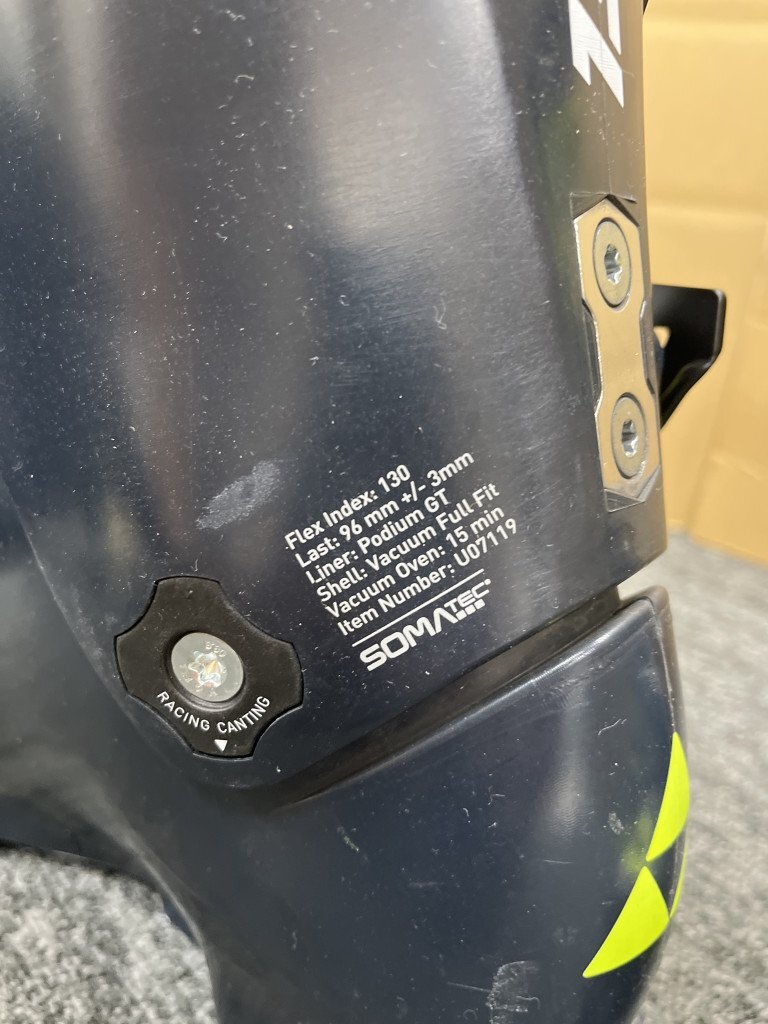 Flex Index: 130
Last: 96 mm +/- 3mm
Liner: Podium GT
Shell: Vacuum Full Fit
Vacuum Oven: 15 min
Item Number: U07119
SOMATEC
RACING CANTING